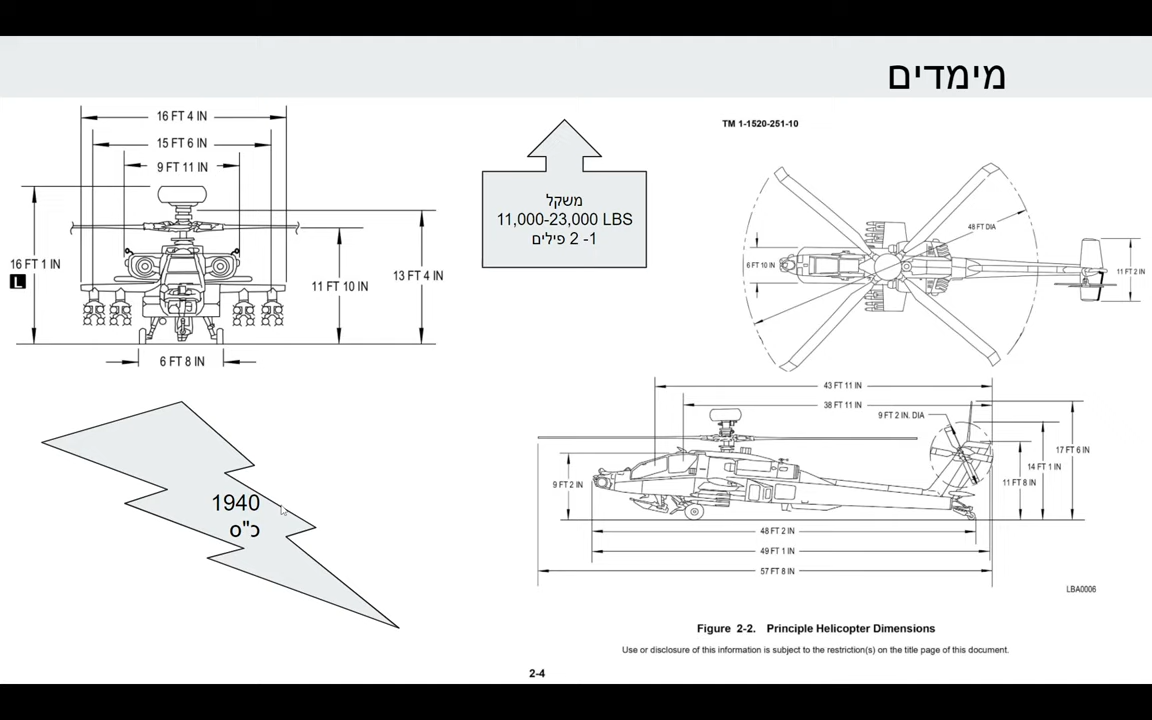 מימדים
16 FT 4 IN
15 FT 6 IN
9 FT 11 IN
16 FT 1 IN
L
13 FT 4 IN
11 FT 10 IN
6 FT 8 IN
משקל
11,000-23,000 LBS
1- 2 פילים
TM 1-1520-251-10
48 FT DIA
6 FT 10 IN
11 FT 2 IN
43 FT 11 IN
38 FT 11 IN
9 FT 2 IN. DIA
17 FT 6 IN
14 FT 1 IN
11 FT 8 IN
9 FT 2 IN
48 FT 2 IN
49 FT 1 IN
57 FT 8 IN
1940
כ"ס
LBA0006
Figure 2-2. Principle Helicopter Dimensions
Use or disclosure of this information is subject to the restriction(s) on the title page of this document.
2-4